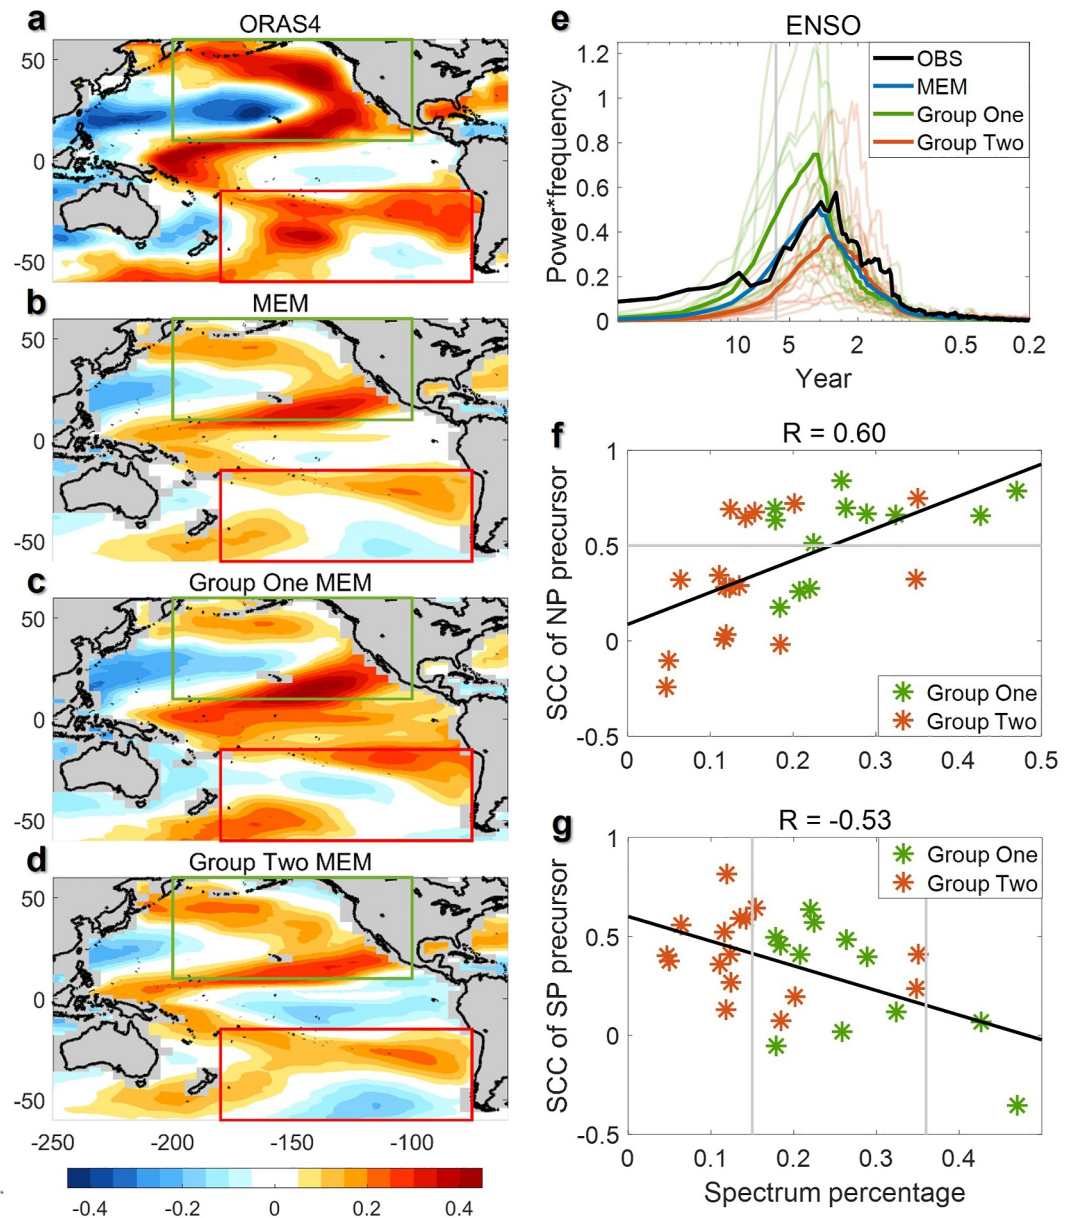 a
ORAS4
50
0
-50
b
MEM
50
0
-50
c
Group One MEM
50
0
-50
d
Group Two MEM
50
0
-50
-250
-200
-150
-100
-0.4
-0.2
0
0.2
0.4
e
ENSO
1.2
1
0.8
0.6
0.4
0.2
0
Power*frequency
OBS
MEM
Group One
Group Two
10
5
2
0.5
0.2
Year
f
R = 0.60
1
0.5
0
-0.5
SCC of NP precursor
Group One
Group Two
0
0.1
0.2
0.3
0.4
0.5
g
R = -0.53
1
0.5
0
-0.5
SCC of SP precursor
Group One
Group Two
0
0.1
0.2
0.3
0.4
Spectrum percentage